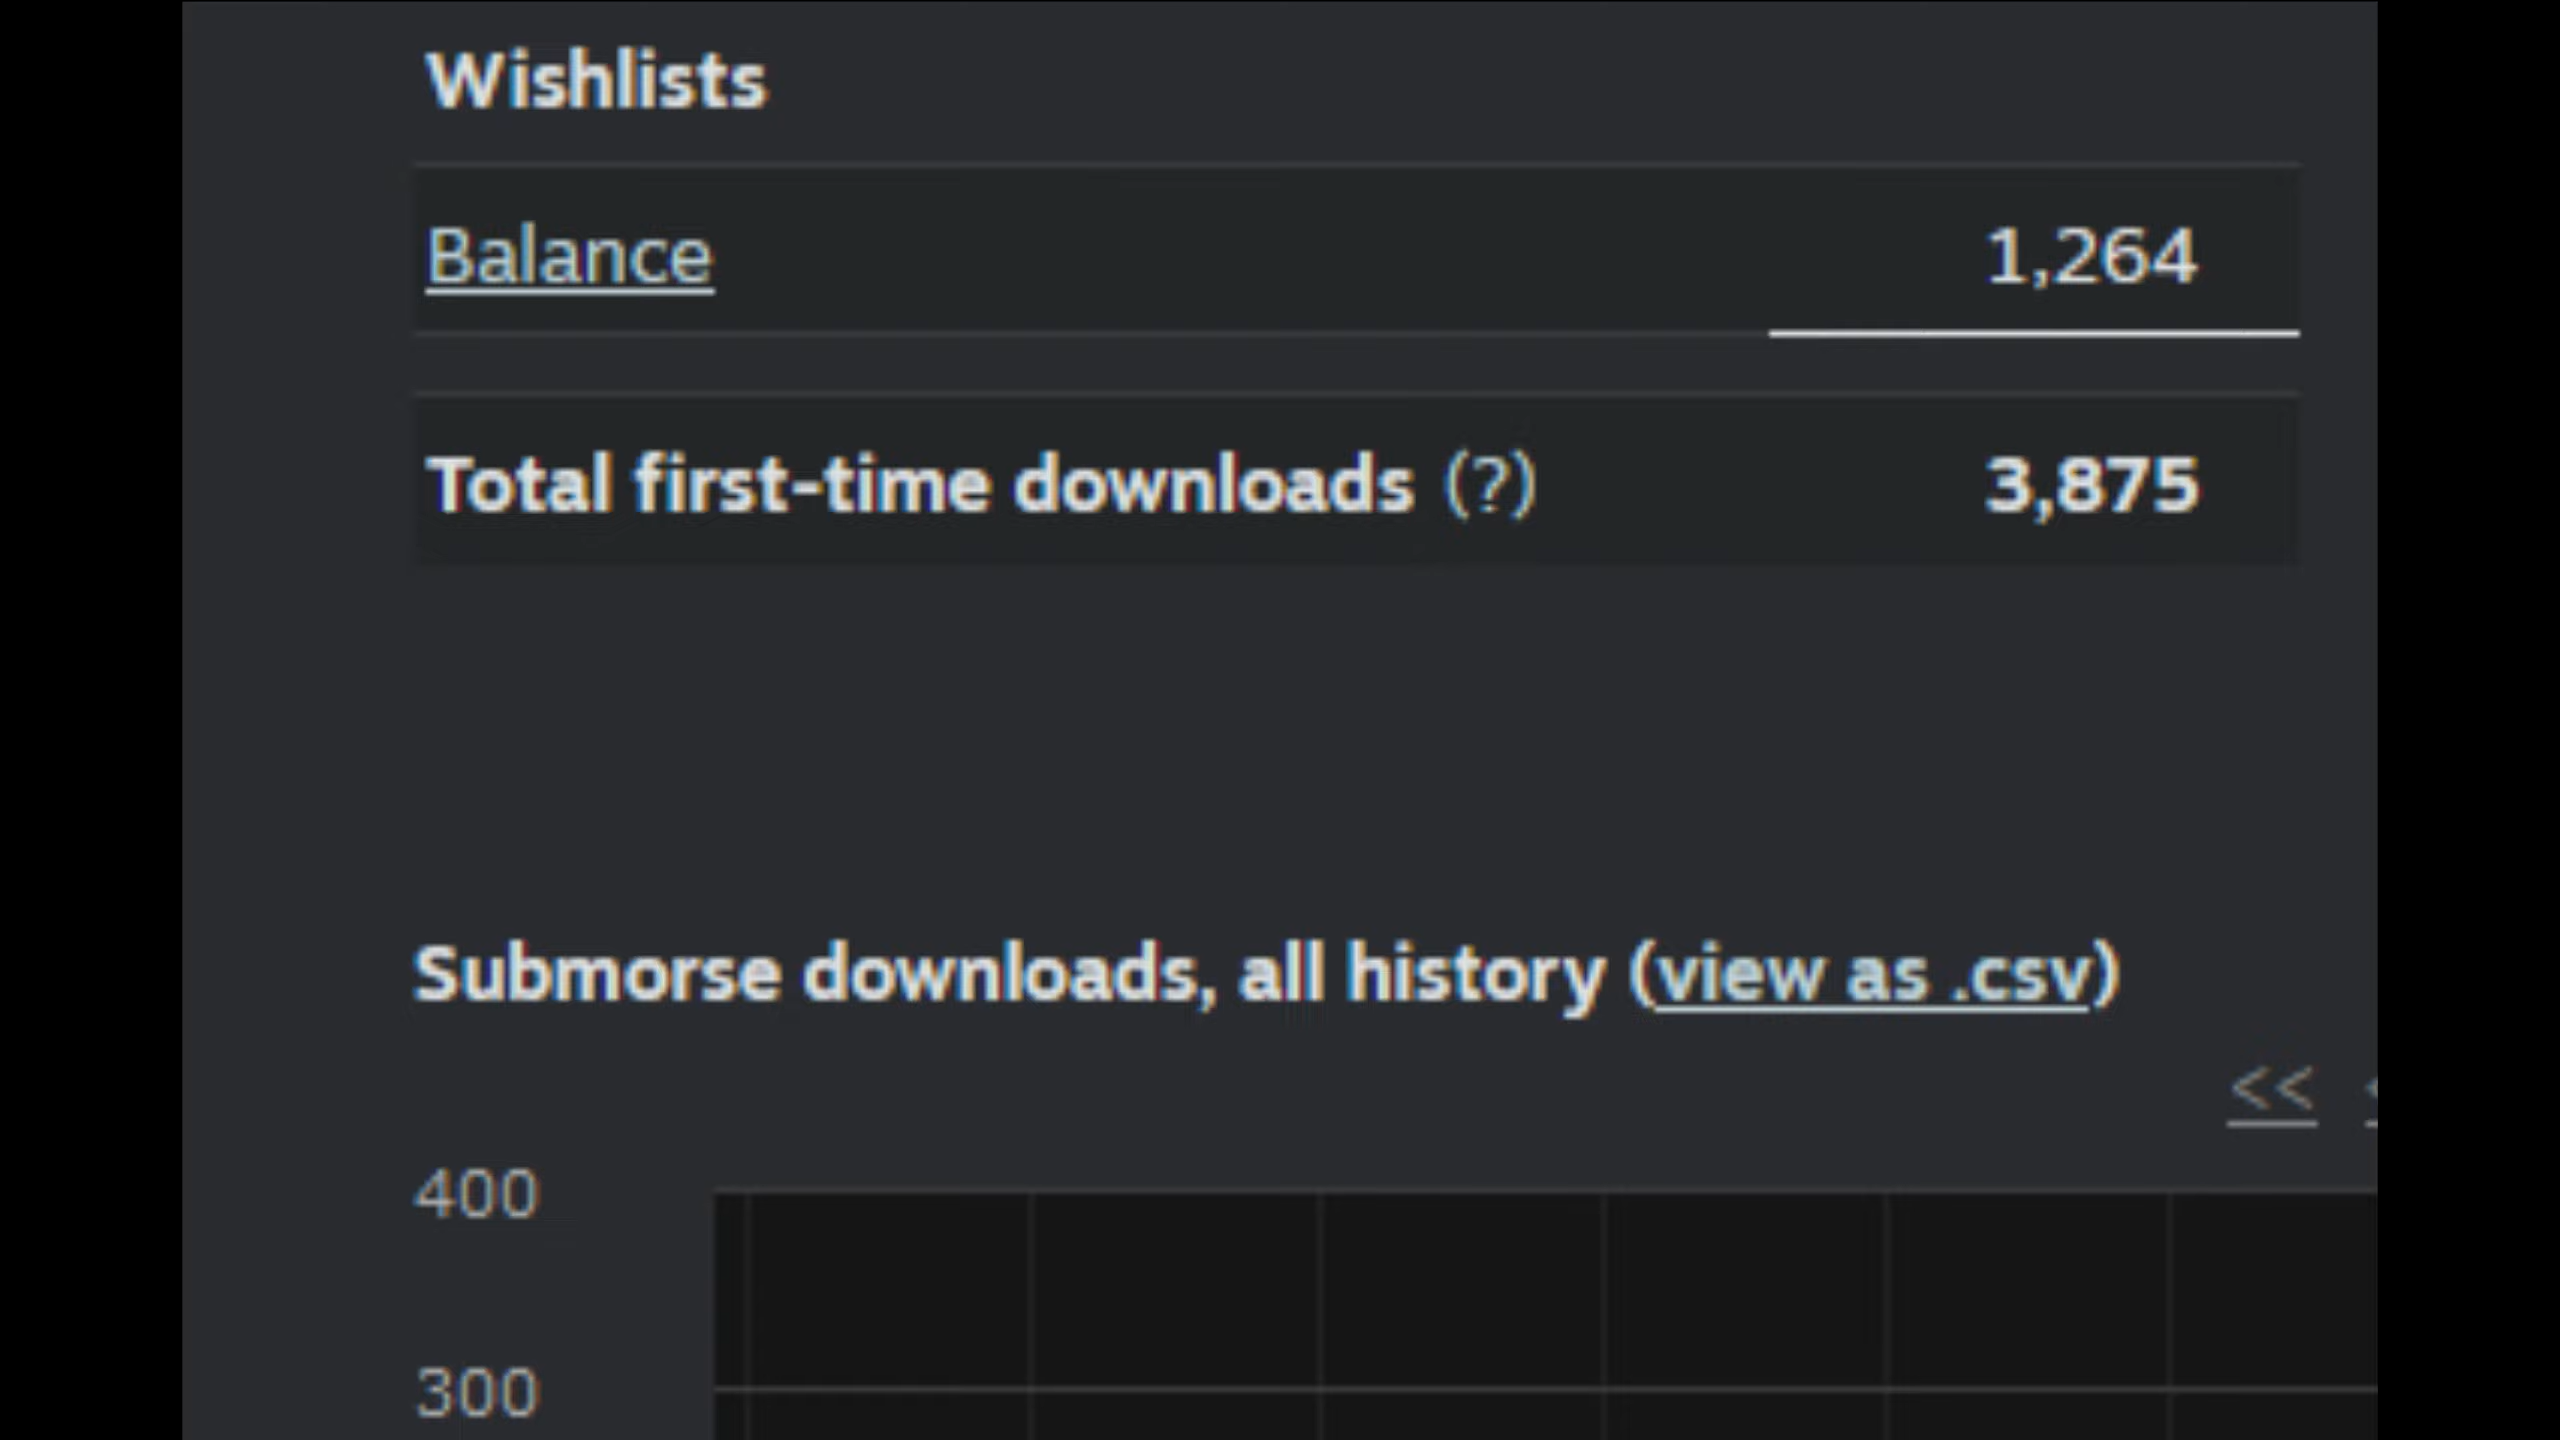 Wishlists
Balance 1,264
Total first-time downloads (?) 3,875
Submorse downloads, all history (view as .csv)
<<
400
300